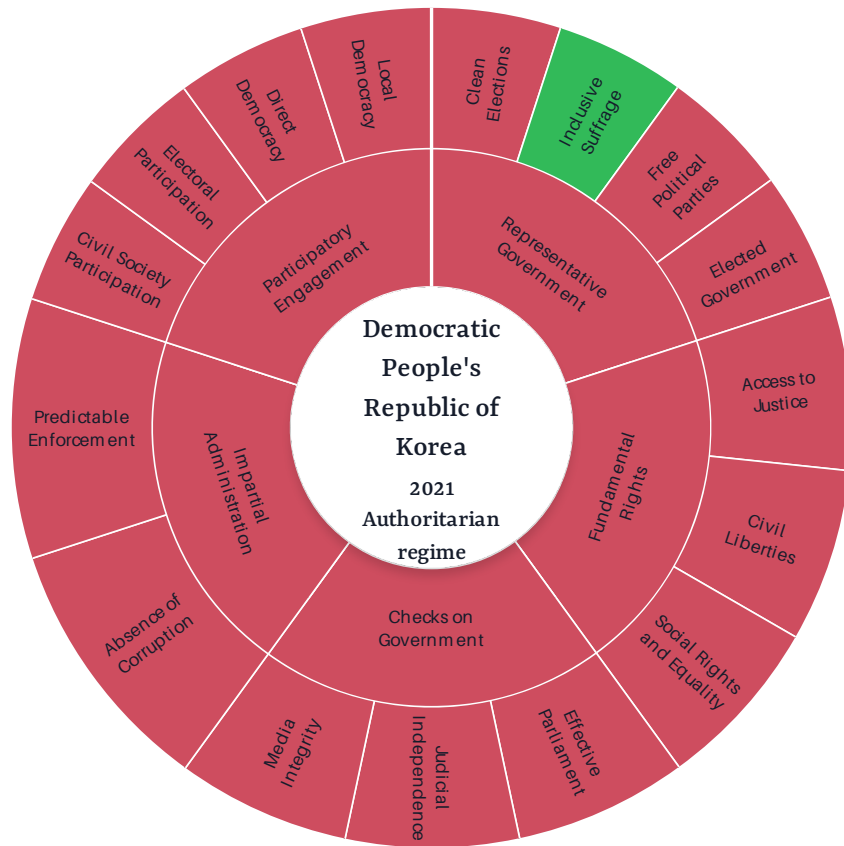 Democratic
People's
Republic of
Korea
2021
Authoritarian
regime
Representative
Government
Clean
Elections
Inclusive
Suffrage
Free
Political
Parties
Elected
Government
Fundamental
Rights
Access to
Justice
Civil
Liberties
Social Rights
and Equality
Checks on
Government
Effective
Parliament
Judicial
Independence
Media
Integrity
Impartial
Administration
Absence of
Corruption
Predictable
Enforcement
Participatory
Engagement
Civil Society
Participation
Electoral
Participation
Direct
Democracy
Local
Democracy